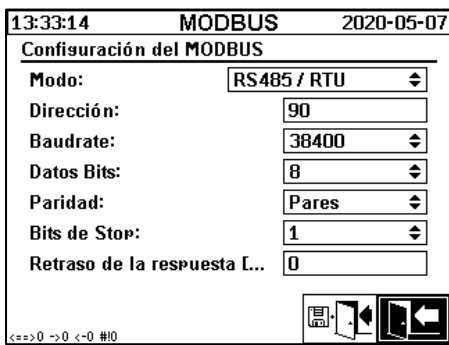 13:33:14 MODBUS 2020-05-07
Configuración del MODBUS
Modo: RS485 / RTU
Dirección: 90
Baudrate: 38400
Datos Bits: 8
Paridad: Pares
Bits de Stop: 1
Retraso de la respuesta [... 0
<==>0 ->0 <-0 #!0